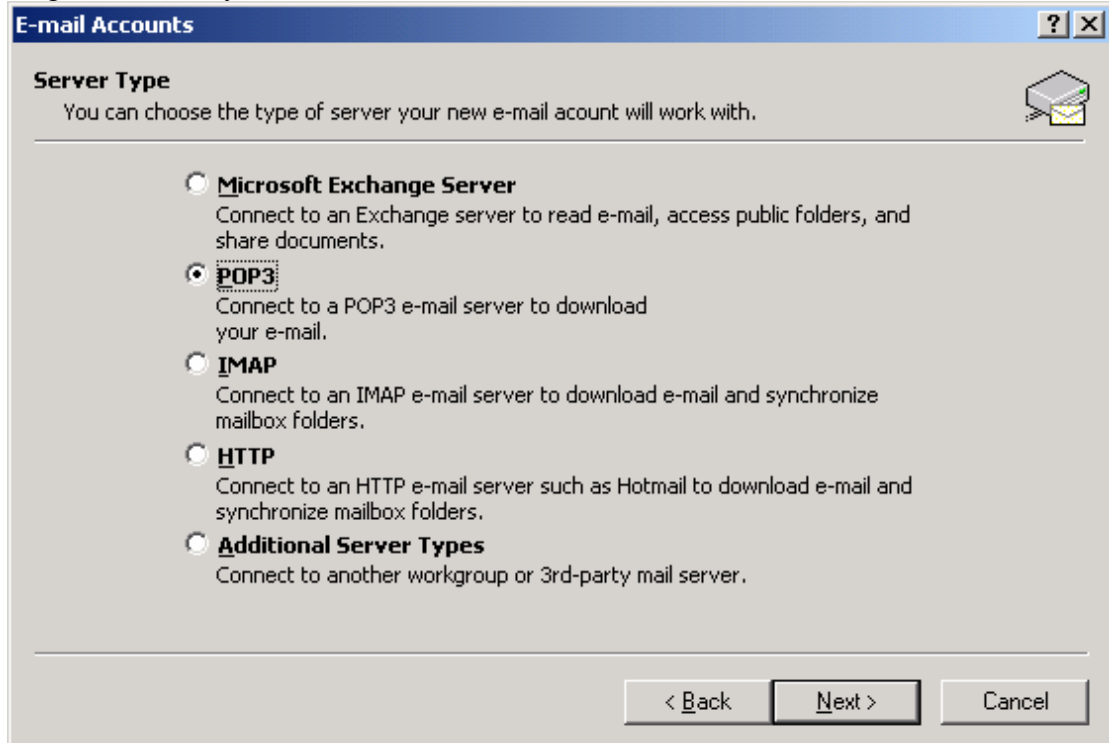 E-mail Accounts
Server Type
You can choose the type of server your new e-mail acount will work with.
Microsoft Exchange Server
Connect to an Exchange server to read e-mail, access public folders, and
share documents.
POP3
Connect to a POP3 e-mail server to download
your e-mail.
IMAP
Connect to an IMAP e-mail server to download e-mail and synchronize
mailbox folders.
HTTP
Connect to an HTTP e-mail server such as Hotmail to download e-mail and
synchronize mailbox folders.
Additional Server Types
Connect to another workgroup or 3rd-party mail server.
< Back Next > Cancel